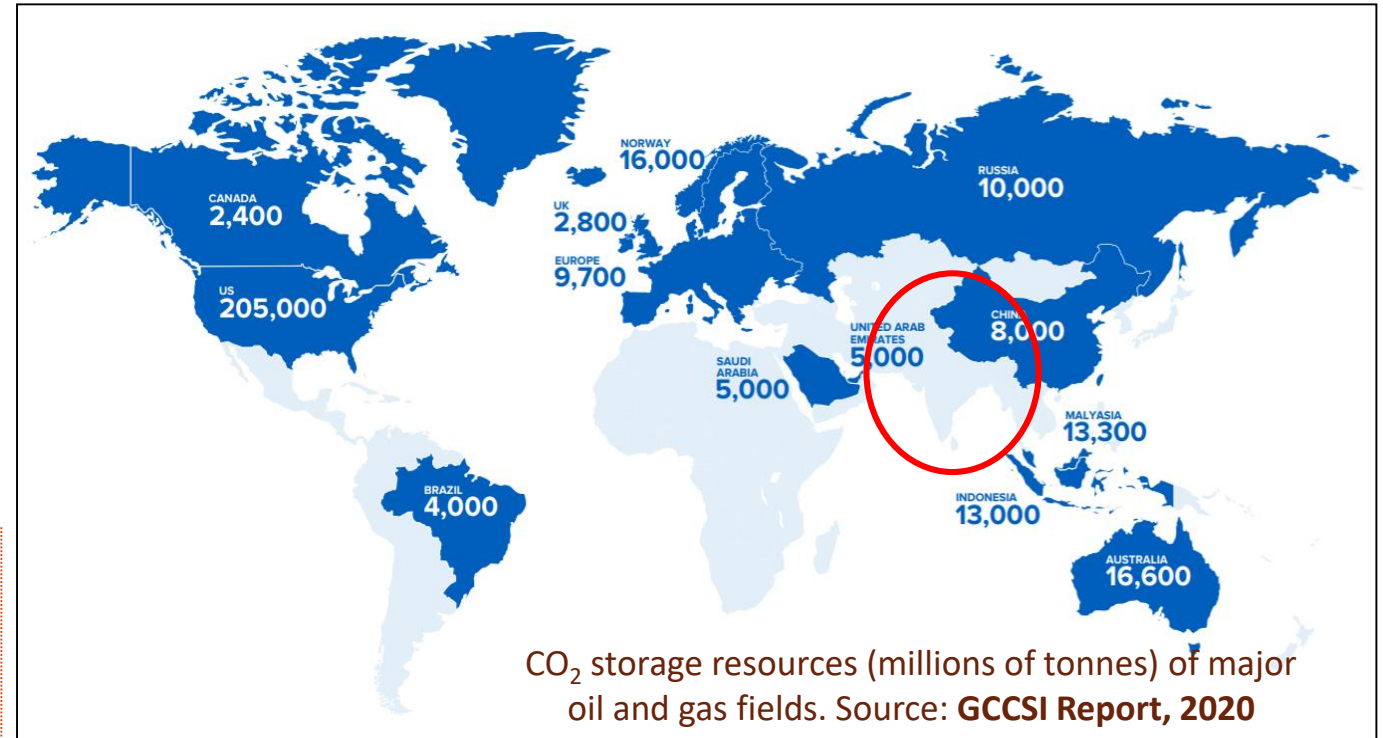 NORWAY
16,000
RUSSIA
10,000
CANADA
2,400
UK
2,800
EUROPE
9,700
US
205,000
CHINA
8,000
UNITED ARAB
EMIRATES
5,000
SAUDI
ARABIA
5,000
MALYASIA
13,300
BRAZIL
4,000
INDONESIA
13,000
AUSTRALIA
16,600
CO₂ storage resources (millions of tonnes) of major
oil and gas fields. Source: GCCSI Report, 2020